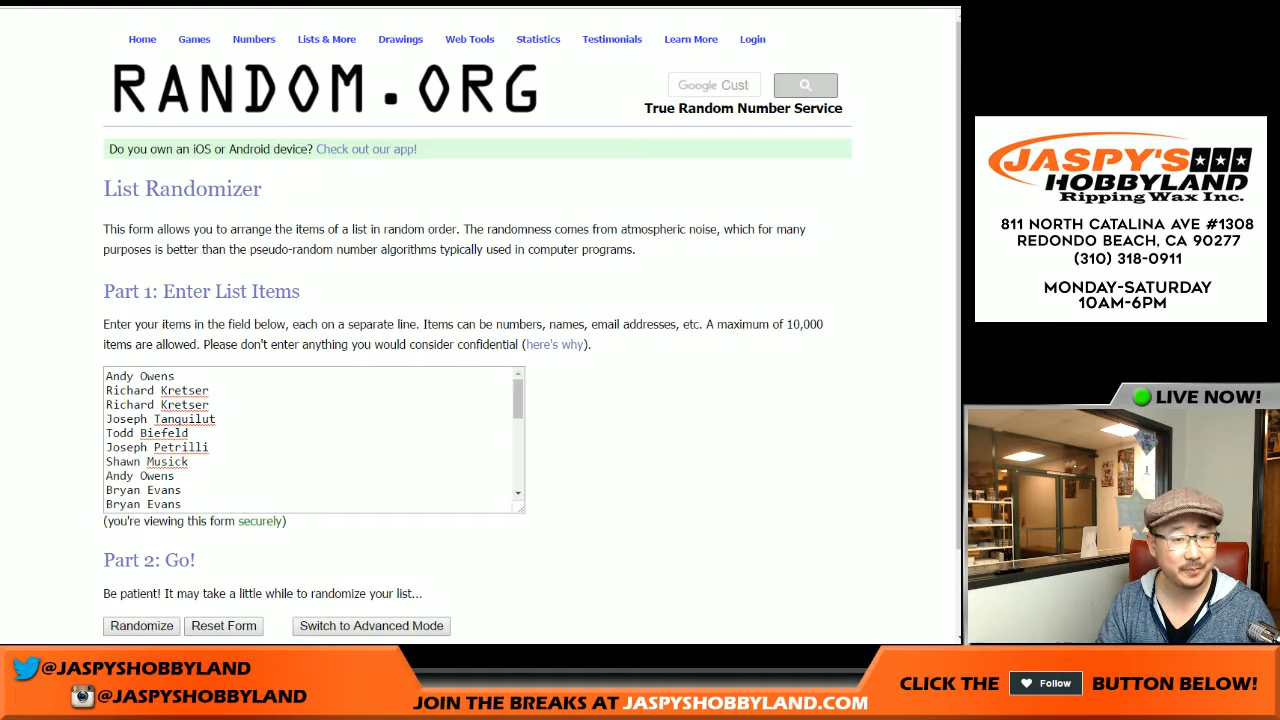 Home Games Numbers Lists & More Drawings Web Tools Statistics Testimonials Learn More Login
RANDOM.ORG
Google Cust
True Random Number Service
Do you own an iOS or Android device? Check out our app!
List Randomizer
This form allows you to arrange the items of a list in random order. The randomness comes from atmospheric noise, which for many
purposes is better than the pseudo-random number algorithms typically used in computer programs.
Part 1: Enter List Items
Enter your items in the field below, each on a separate line. Items can be numbers, names, email addresses, etc. A maximum of 10,000
items are allowed. Please don't enter anything you would consider confidential (here's why).
Andy Owens
Richard Kretser
Richard Kretser
Joseph Tanquilut
Todd Biefeld
Joseph Petrilli
Shawn Musick
Andy Owens
Bryan Evans
Bryan Evans
(you're viewing this form securely)
Part 2: Go!
Be patient! It may take a little while to randomize your list...
Randomize Reset Form Switch to Advanced Mode
JASPY'S
HOBBYLAND
Ripping Wax Inc.
811 NORTH CATALINA AVE #1308
REDONDO BEACH, CA 90277
(310) 318-0911
MONDAY-SATURDAY
10AM-6PM
LIVE NOW!
@JASPYSHOBBYLAND
@JASPYSHOBBYLAND
JOIN THE BREAKS AT JASPYSHOBBYLAND.COM
CLICK THE Follow BUTTON BELOW!